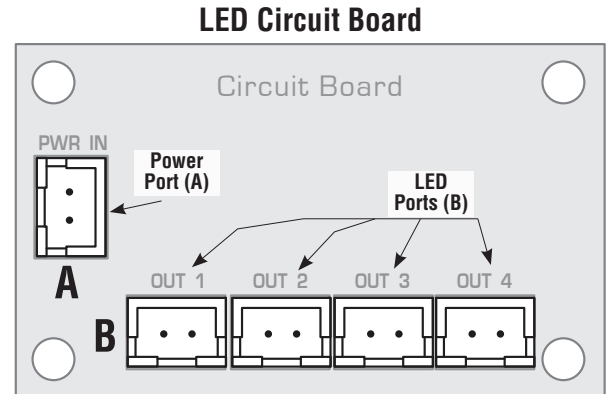 LED Circuit Board
Circuit Board
PWR IN
Power
Port (A)
LED
Ports (B)
A
OUT 1
OUT 2
OUT 3
OUT 4
B